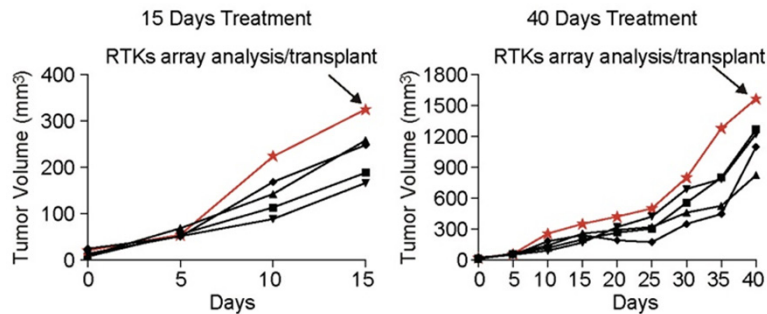 15 Days Treatment
RTKs array analysis/transplant
Tumor Volume (mm³)
400
300
200
100
0
0 5 10 15
Days
40 Days Treatment
RTKs array analysis/transplant
Tumor Volume (mm³)
1800
1500
1200
900
600
300
0
0 5 10 15 20 25 30 35 40
Days